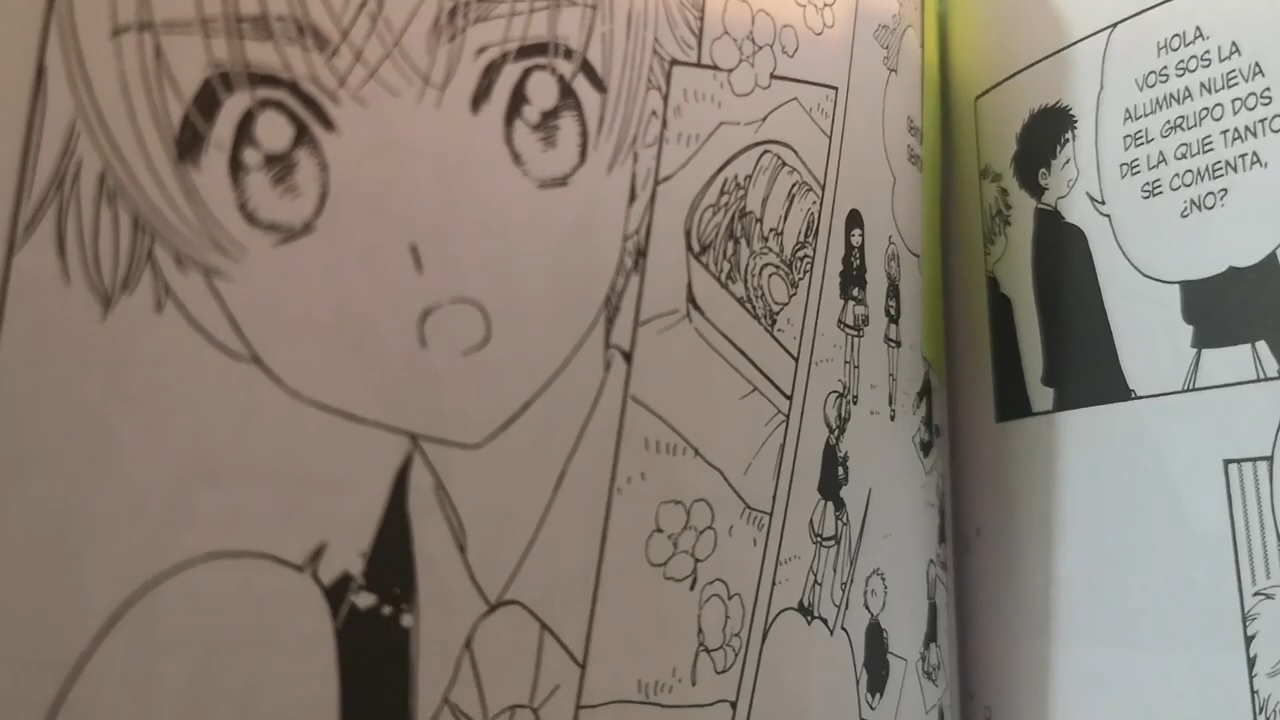 HOLA.
VOS SOS LA
ALUMNA NUEVA
DEL GRUPO DOS
DE LA QUE TANTO
SE COMENTA,
¿NO?